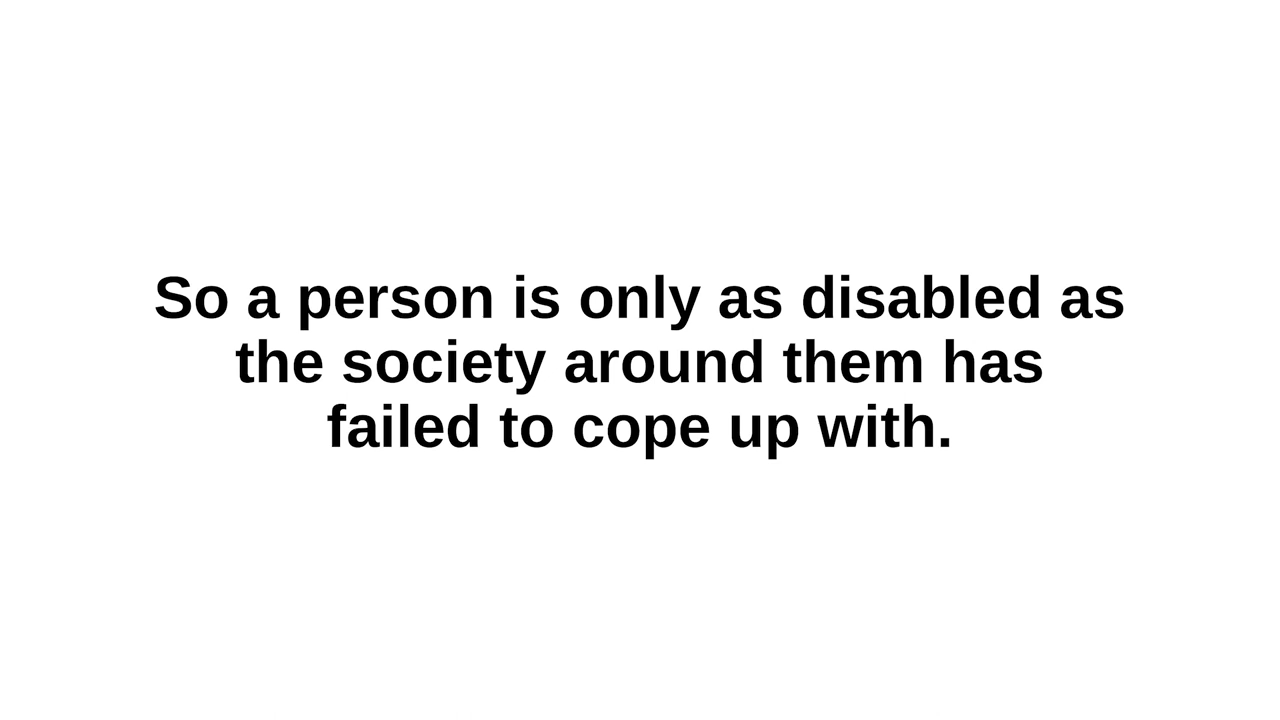 So a person is only as disabled as
the society around them has
failed to cope up with.